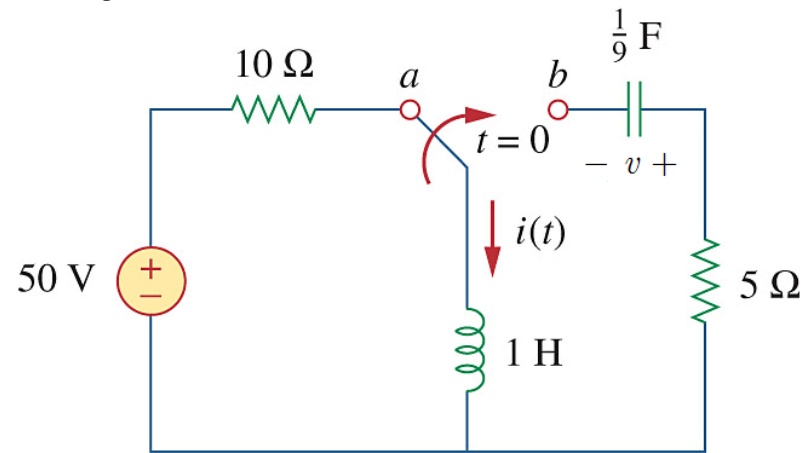 1/9 F
10 Ω
a
b
t = 0
− v +
i(t)
50 V
+
−
5 Ω
1 H